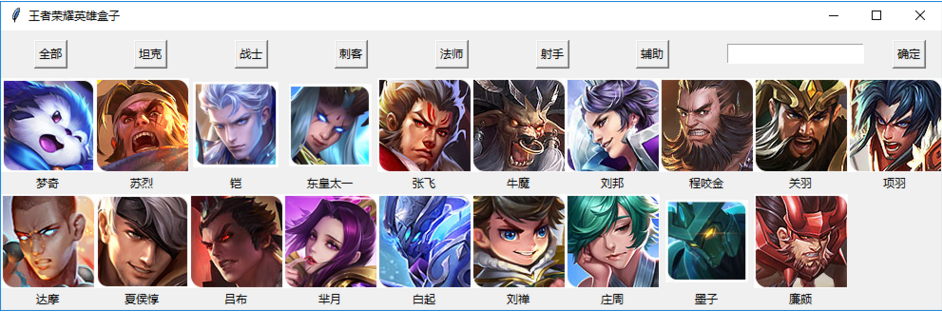 王者荣耀英雄盒子
全部 坦克 战士 刺客 法师 射手 辅助 确定
梦奇 苏烈 铠 东皇太一 张飞 牛魔 刘邦 程咬金 关羽 项羽
达摩 夏侯惇 吕布 芈月 白起 刘禅 庄周 墨子 廉颇